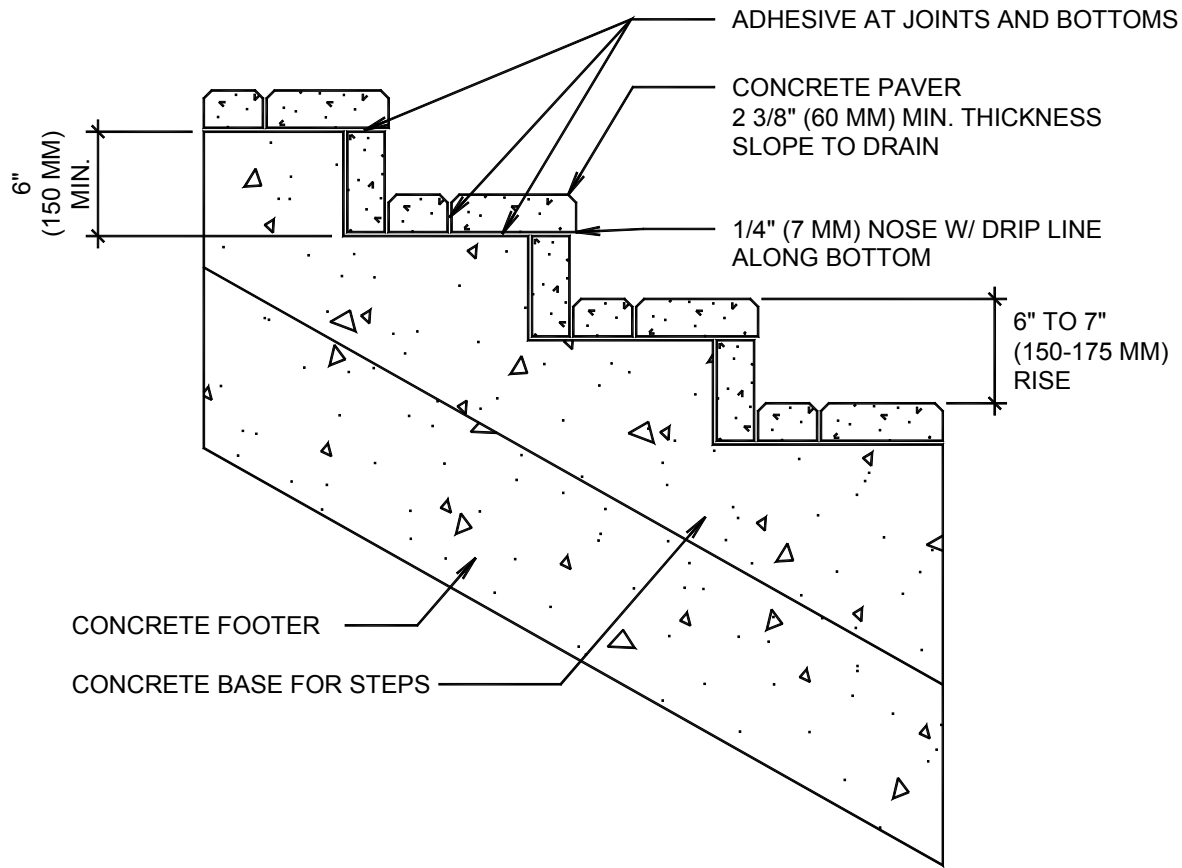 ADHESIVE AT JOINTS AND BOTTOMS
CONCRETE PAVER
2 3/8" (60 MM) MIN. THICKNESS
SLOPE TO DRAIN
6"
(150 MM)
MIN.
1/4" (7 MM) NOSE W/ DRIP LINE
ALONG BOTTOM
6" TO 7"
(150-175 MM)
RISE
CONCRETE FOOTER
CONCRETE BASE FOR STEPS